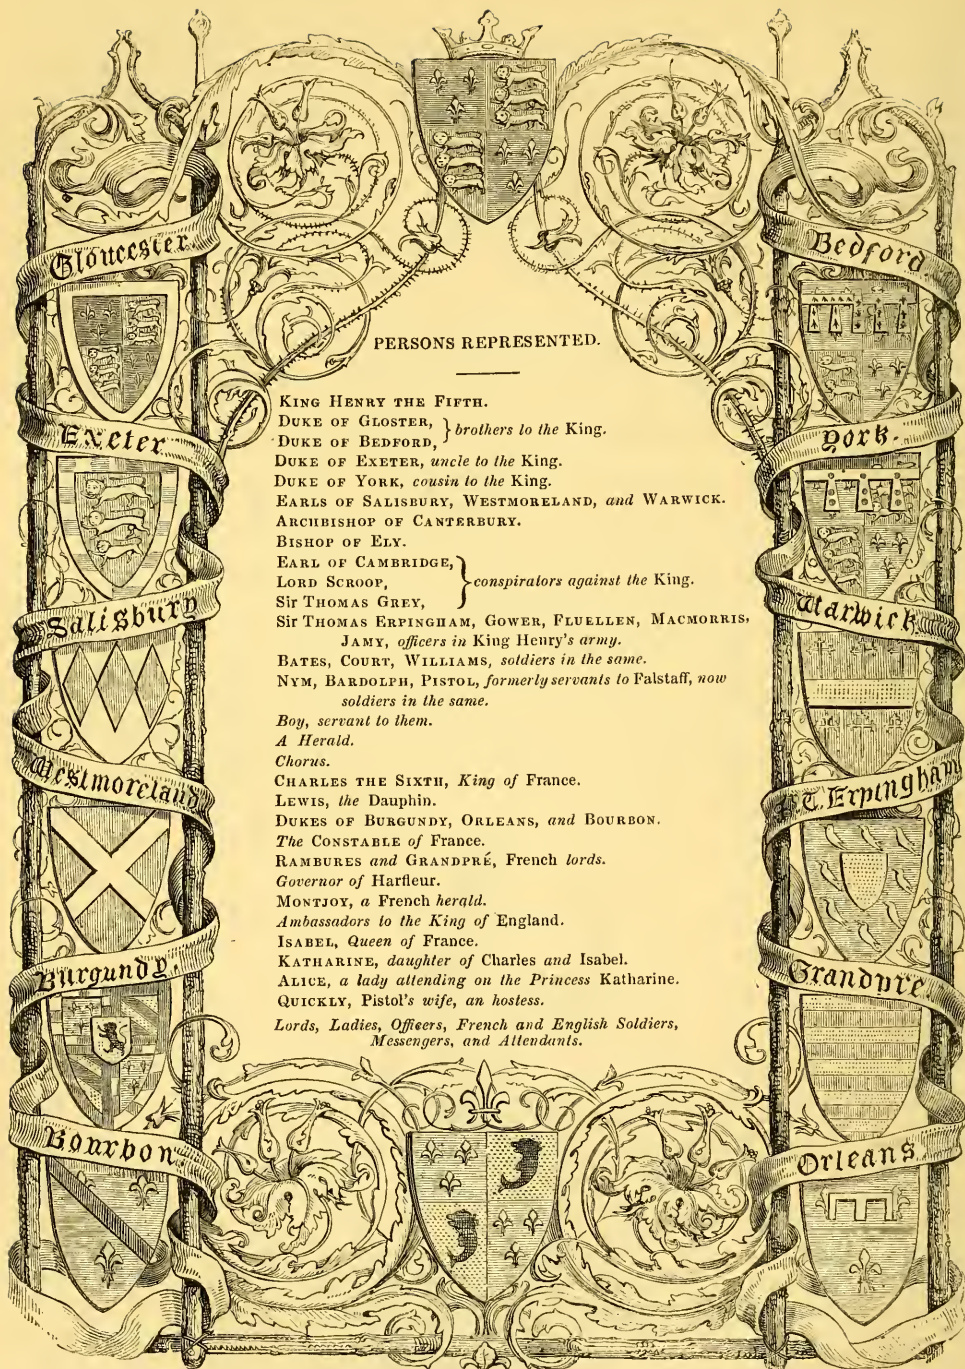 Gloucester
Exeter
Salisbury
Westmoreland
Burgundy.
Bourbon
Bedford
York.
Warwick
St. T. Erpingham
Grandpre
Orleans
PERSONS REPRESENTED.
KING HENRY THE FIFTH.
DUKE OF GLOSTER,
DUKE OF BEDFORD, } brothers to the King.
DUKE OF EXETER, uncle to the King.
DUKE OF YORK, cousin to the King.
EARLS OF SALISBURY, WESTMORELAND, and WARWICK.
ARCHBISHOP OF CANTERBURY.
BISHOP OF ELY.
EARL OF CAMBRIDGE,
LORD SCROOP, } conspirators against the King.
Sir THOMAS GREY,
Sir THOMAS ERPINGHAM, GOWER, FLUELLEN, MACMORRIS,
JAMY, officers in King Henry's army.
BATES, COURT, WILLIAMS, soldiers in the same.
NYM, BARDOLPH, PISTOL, formerly servants to Falstaff, now
soldiers in the same.
Boy, servant to them.
A Herald.
Chorus.
CHARLES THE SIXTH, King of France.
LEWIS, the Dauphin.
DUKES OF BURGUNDY, ORLEANS, and BOURBON.
The CONSTABLE of France.
RAMBURES and GRANDPRÉ, French lords.
Governor of Harfleur.
MONTJOY, a French herald.
Ambassadors to the King of England.
ISABEL, Queen of France.
KATHARINE, daughter of Charles and Isabel.
ALICE, a lady attending on the Princess Katharine.
QUICKLY, Pistol's wife, an hostess.
Lords, Ladies, Officers, French and English Soldiers,
Messengers, and Attendants.